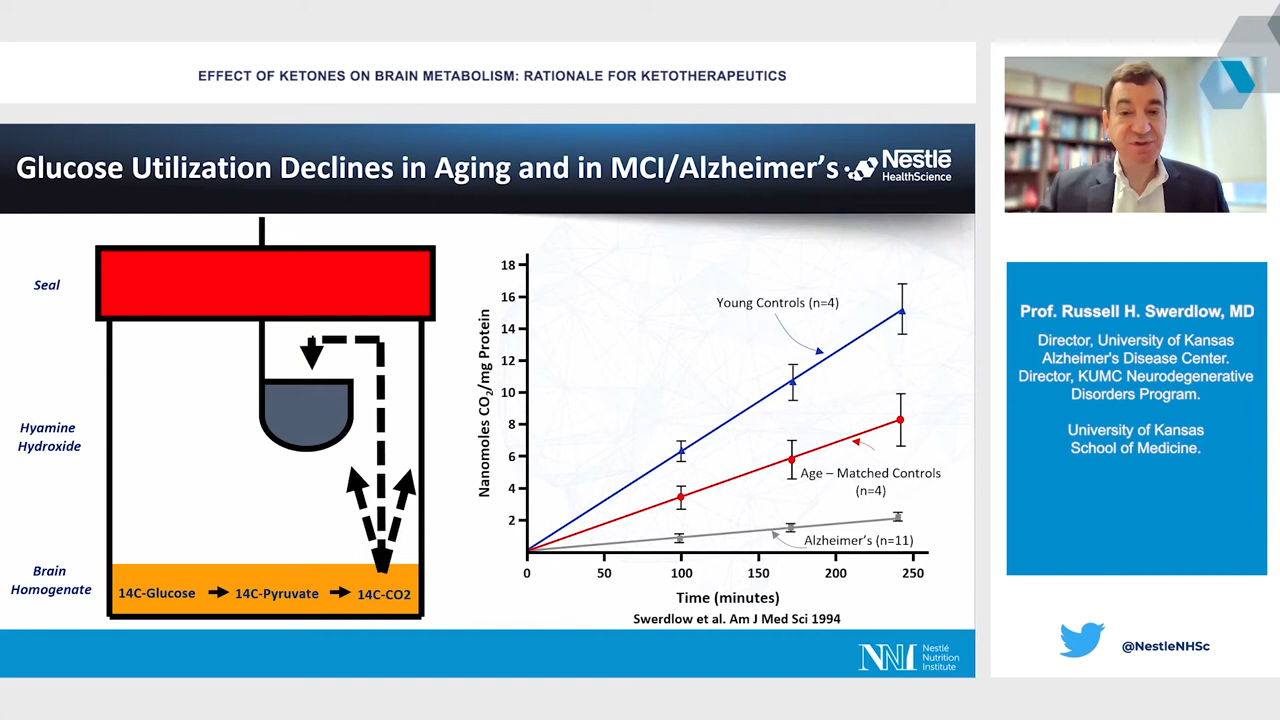 EFFECT OF KETONES ON BRAIN METABOLISM: RATIONALE FOR KETOTHERAPEUTICS
Glucose Utilization Declines in Aging and in MCI/Alzheimer's
Nestlé
HealthScience
Seal
Hyamine
Hydroxide
Brain
Homogenate
14C-Glucose
14C-Pyruvate
14C-CO2
Nanomoles CO₂/mg Protein
18
16
14
12
10
8
6
4
2
0
50
100
150
200
250
Young Controls (n=4)
Age – Matched Controls
(n=4)
Alzheimer's (n=11)
Time (minutes)
Swerdlow et al. Am J Med Sci 1994
NNI
Nestlé
Nutrition
Institute
Prof. Russell H. Swerdlow, MD
Director, University of Kansas
Alzheimer's Disease Center.
Director, KUMC Neurodegenerative
Disorders Program.
University of Kansas
School of Medicine.
@NestleNHSc